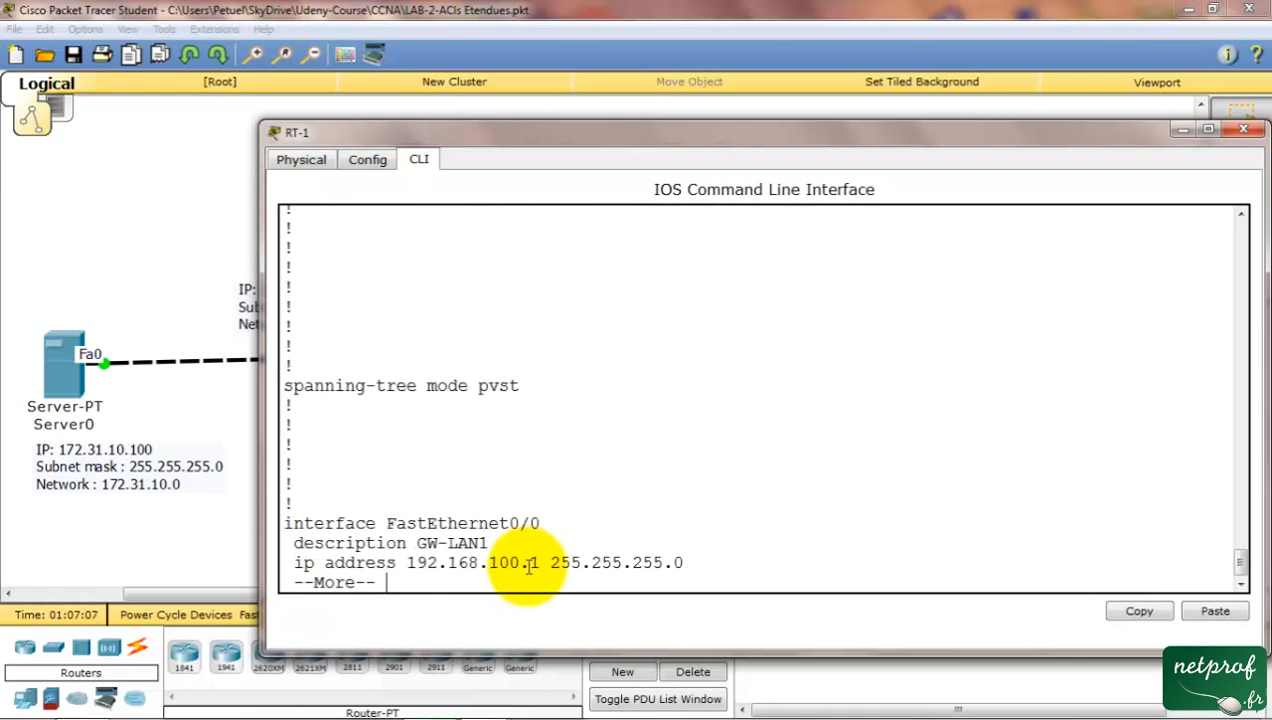 Cisco Packet Tracer Student - C:\Users\Petuel\SkyDrive\Udeny-Course\CCNA\LAB-2-ACls Etendues.pkt
File Edit Options View Tools Extensions Help
Logical [Root] New Cluster Move Object Set Tiled Background Viewport
RT-1
Physical Config CLI
IOS Command Line Interface
!
!
!
!
!
!
!
!
!
spanning-tree mode pvst
!
!
!
!
!
!
interface FastEthernet0/0
description GW-LAN1
ip address 192.168.100.1 255.255.255.0
--More--
Copy Paste
IP:
Sub
Net
Fa0
Server-PT
Server0
IP: 172.31.10.100
Subnet mask : 255.255.255.0
Network : 172.31.10.0
Time: 01:07:07 Power Cycle Devices Fas
Routers
1841 1941 2620XM 2621XM 2811 2901 2911 Generic Generic
Router-PT
New Delete
Toggle PDU List Window
netprof
.fr